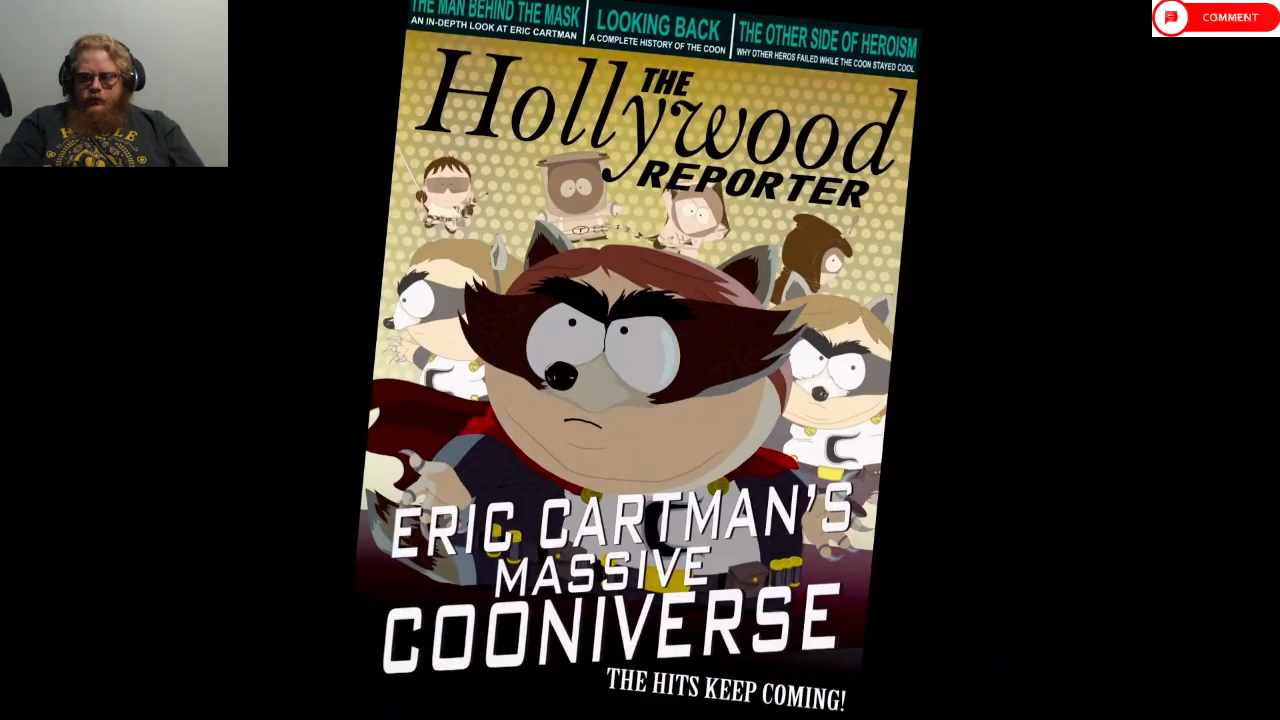 THE MAN BEHIND THE MASK
AN IN-DEPTH LOOK AT ERIC CARTMAN
LOOKING BACK
A COMPLETE HISTORY OF THE COON
THE OTHER SIDE OF HEROISM
WHY OTHER HEROS FAILED WHILE THE COON STAYED COOL
THE
Hollywood
REPORTER
ERIC CARTMAN'S
MASSIVE
COONIVERSE
THE HITS KEEP COMING!
COMMENT